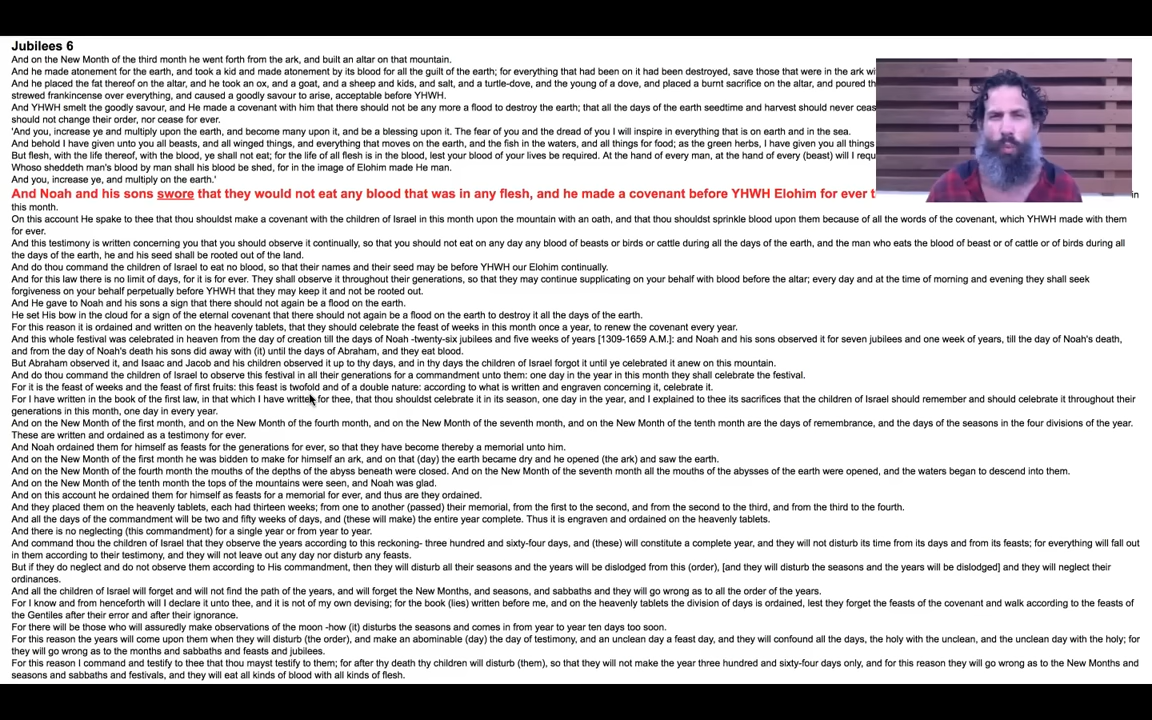 Jubilees 6
And on the New Month of the third month he went forth from the ark, and built an altar on that mountain.
And he made atonement for the earth, and took a kid and made atonement by its blood for all the guilt of the earth; for everything that had been on it had been destroyed, save those that were in the ark wi
And he placed the fat thereof on the altar, and he took an ox, and a goat, and a sheep and kids, and salt, and a turtle-dove, and the young of a dove, and placed a burnt sacrifice on the altar, and poured th
strewed frankincense over everything, and caused a goodly savour to arise, acceptable before YHWH.
And YHWH smelt the goodly savour, and He made a covenant with him that there should not be any more a flood to destroy the earth; that all the days of the earth seedtime and harvest should never ceas
should not change their order, nor cease for ever.
'And you, increase ye and multiply upon the earth, and become many upon it, and be a blessing upon it. The fear of you and the dread of you I will inspire in everything that is on earth and in the sea.
And behold I have given unto you all beasts, and all winged things, and everything that moves on the earth, and the fish in the waters, and all things for food; as the green herbs, I have given you all things
But flesh, with the life thereof, with the blood, ye shall not eat; for the life of all flesh is in the blood, lest your blood of your lives be required. At the hand of every man, at the hand of every (beast) will I requ
Whoso sheddeth man's blood by man shall his blood be shed, for in the image of Elohim made He man.
And you, increase ye, and multiply on the earth.'
And Noah and his sons swore that they would not eat any blood that was in any flesh, and he made a covenant before YHWH Elohim for ever t in
this month.
On this account He spake to thee that thou shouldst make a covenant with the children of Israel in this month upon the mountain with an oath, and that thou shouldst sprinkle blood upon them because of all the words of the covenant, which YHWH made with them
for ever.
And this testimony is written concerning you that you should observe it continually, so that you should not eat on any day any blood of beasts or birds or cattle during all the days of the earth, and the man who eats the blood of beast or of cattle or of birds during all
the days of the earth, he and his seed shall be rooted out of the land.
And do thou command the children of Israel to eat no blood, so that their names and their seed may be before YHWH our Elohim continually.
And for this law there is no limit of days, for it is for ever. They shall observe it throughout their generations, so that they may continue supplicating on your behalf with blood before the altar; every day and at the time of morning and evening they shall seek
forgiveness on your behalf perpetually before YHWH that they may keep it and not be rooted out.
And He gave to Noah and his sons a sign that there should not again be a flood on the earth.
He set His bow in the cloud for a sign of the eternal covenant that there should not again be a flood on the earth to destroy it all the days of the earth.
For this reason it is ordained and written on the heavenly tablets, that they should celebrate the feast of weeks in this month once a year, to renew the covenant every year.
And this whole festival was celebrated in heaven from the day of creation till the days of Noah -twenty-six jubilees and five weeks of years [1309-1659 A.M.]: and Noah and his sons observed it for seven jubilees and one week of years, till the day of Noah's death,
and from the day of Noah's death his sons did away with (it) until the days of Abraham, and they eat blood.
But Abraham observed it, and Isaac and Jacob and his children observed it up to thy days, and in thy days the children of Israel forgot it until ye celebrated it anew on this mountain.
And do thou command the children of Israel to observe this festival in all their generations for a commandment unto them: one day in the year in this month they shall celebrate the festival.
For it is the feast of weeks and the feast of first fruits: this feast is twofold and of a double nature: according to what is written and engraven concerning it, celebrate it.
For I have written in the book of the first law, in that which I have written for thee, that thou shouldst celebrate it in its season, one day in the year, and I explained to thee its sacrifices that the children of Israel should remember and should celebrate it throughout their
generations in this month, one day in every year.
And on the New Month of the first month, and on the New Month of the fourth month, and on the New Month of the seventh month, and on the New Month of the tenth month are the days of remembrance, and the days of the seasons in the four divisions of the year.
These are written and ordained as a testimony for ever.
And Noah ordained them for himself as feasts for the generations for ever, so that they have become thereby a memorial unto him.
And on the New Month of the first month he was bidden to make for himself an ark, and on that (day) the earth became dry and he opened (the ark) and saw the earth.
And on the New Month of the fourth month the mouths of the depths of the abyss beneath were closed. And on the New Month of the seventh month all the mouths of the abysses of the earth were opened, and the waters began to descend into them.
And on the New Month of the tenth month the tops of the mountains were seen, and Noah was glad.
And on this account he ordained them for himself as feasts for a memorial for ever, and thus are they ordained.
And they placed them on the heavenly tablets, each had thirteen weeks; from one to another (passed) their memorial, from the first to the second, and from the second to the third, and from the third to the fourth.
And all the days of the commandment will be two and fifty weeks of days, and (these will make) the entire year complete. Thus it is engraven and ordained on the heavenly tablets.
And there is no neglecting (this commandment) for a single year or from year to year.
And command thou the children of Israel that they observe the years according to this reckoning- three hundred and sixty-four days, and (these) will constitute a complete year, and they will not disturb its time from its days and from its feasts; for everything will fall out
in them according to their testimony, and they will not leave out any day nor disturb any feasts.
But if they do neglect and do not observe them according to His commandment, then they will disturb all their seasons and the years will be dislodged from this (order), [and they will disturb the seasons and the years will be dislodged] and they will neglect their
ordinances.
And all the children of Israel will forget and will not find the path of the years, and will forget the New Months, and seasons, and sabbaths and they will go wrong as to all the order of the years.
For I know and from henceforth will I declare it unto thee, and it is not of my own devising; for the book (lies) written before me, and on the heavenly tablets the division of days is ordained, lest they forget the feasts of the covenant and walk according to the feasts of
the Gentiles after their error and after their ignorance.
For there will be those who will assuredly make observations of the moon -how (it) disturbs the seasons and comes in from year to year ten days too soon.
For this reason the years will come upon them when they will disturb (the order), and make an abominable (day) the day of testimony, and an unclean day a feast day, and they will confound all the days, the holy with the unclean, and the unclean day with the holy; for
they will go wrong as to the months and sabbaths and feasts and jubilees.
For this reason I command and testify to thee that thou mayst testify to them; for after thy death thy children will disturb (them), so that they will not make the year three hundred and sixty-four days only, and for this reason they will go wrong as to the New Months and
seasons and sabbaths and festivals, and they will eat all kinds of blood with all kinds of flesh.